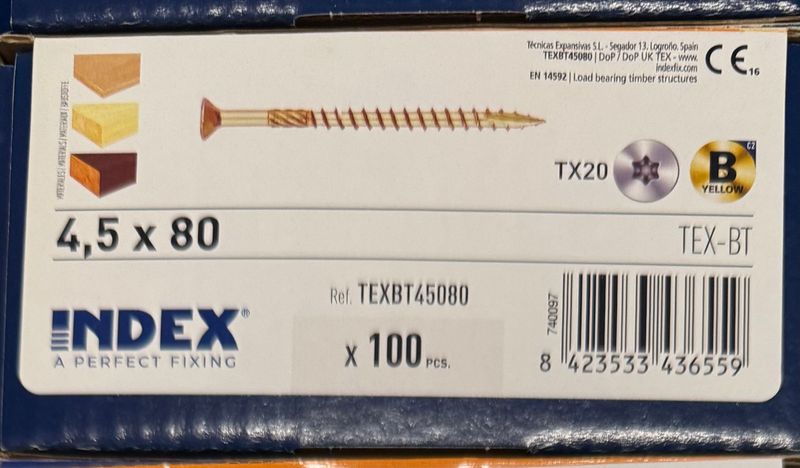 Técnicas Expansivas S.L. - Segador 13. Logroño. Spain
TEXBT45080 | DoP / DoP UK TEX - www.
indexfix.com
EN 14592 | Load bearing timber structures
CE 16
TX20
C2
B
YELLOW
4,5 x 80
TEX-BT
Ref. TEXBT45080
INDEX®
A PERFECT FIXING
x 100 PCS.
740097
8 423533 436559